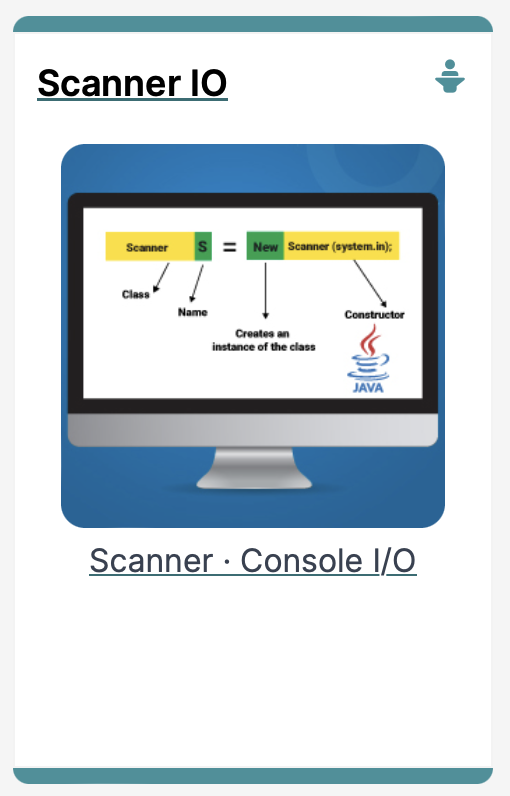 Scanner IO
Scanner S = New Scanner (system.in);
Class
Name
Constructor
Creates an
instance of the class
JAVA
Scanner · Console I/O